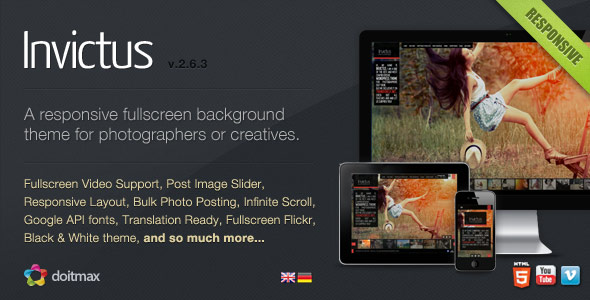 Invictus v.2.6.3
RESPONSIVE
A responsive fullscreen background
theme for photographers or creatives.
Fullscreen Video Support, Post Image Slider,
Responsive Layout, Bulk Photo Posting, Infinite Scroll,
Google API fonts, Translation Ready, Fullscreen Flickr,
Black & White theme, and so much more...
doitmax
HTML
5
You
Tube